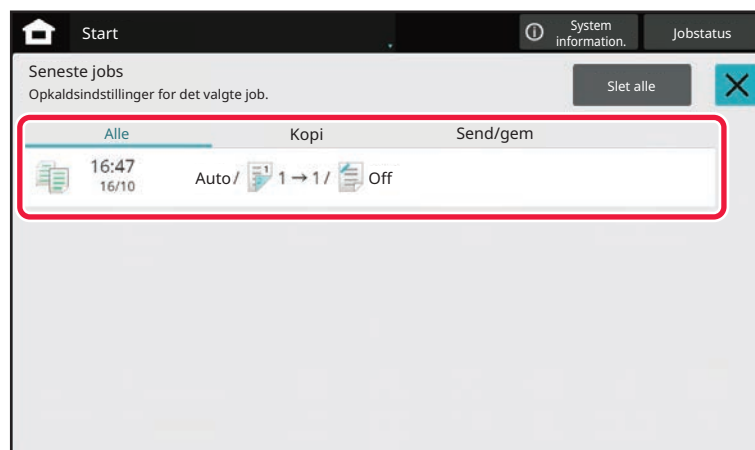 Start
System
information.
Jobstatus
Seneste jobs
Opkaldsindstillinger for det valgte job.
Slet alle
Alle Kopi Send/gem
16:47
16/10
Auto / 1 1 → 1 / Off